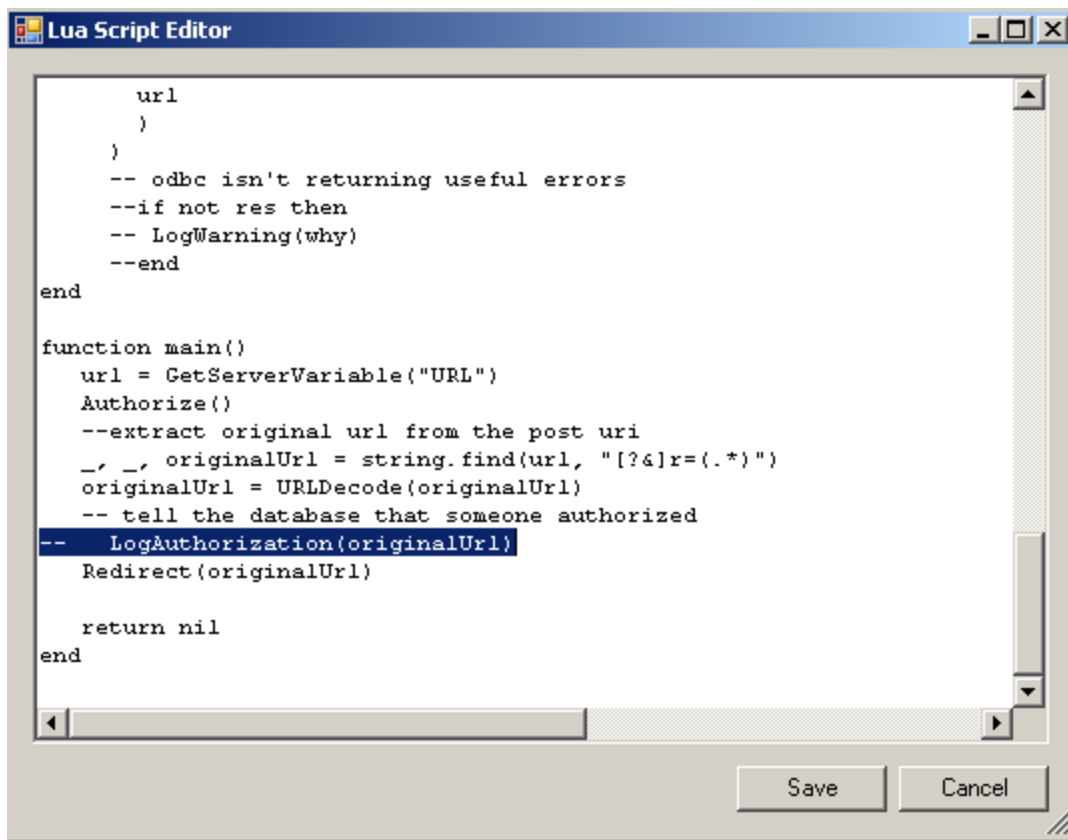 Lua Script Editor
url
)
)
-- odbc isn't returning useful errors
--if not res then
-- LogWarning(why)
--end
end
function main()
url = GetServerVariable("URL")
Authorize()
--extract original url from the post uri
_, _, originalUrl = string.find(url, "[?&]r=(.*)")
originalUrl = URLDecode(originalUrl)
-- tell the database that someone authorized
--   LogAuthorization(originalUrl)
Redirect(originalUrl)
return nil
end
Save Cancel